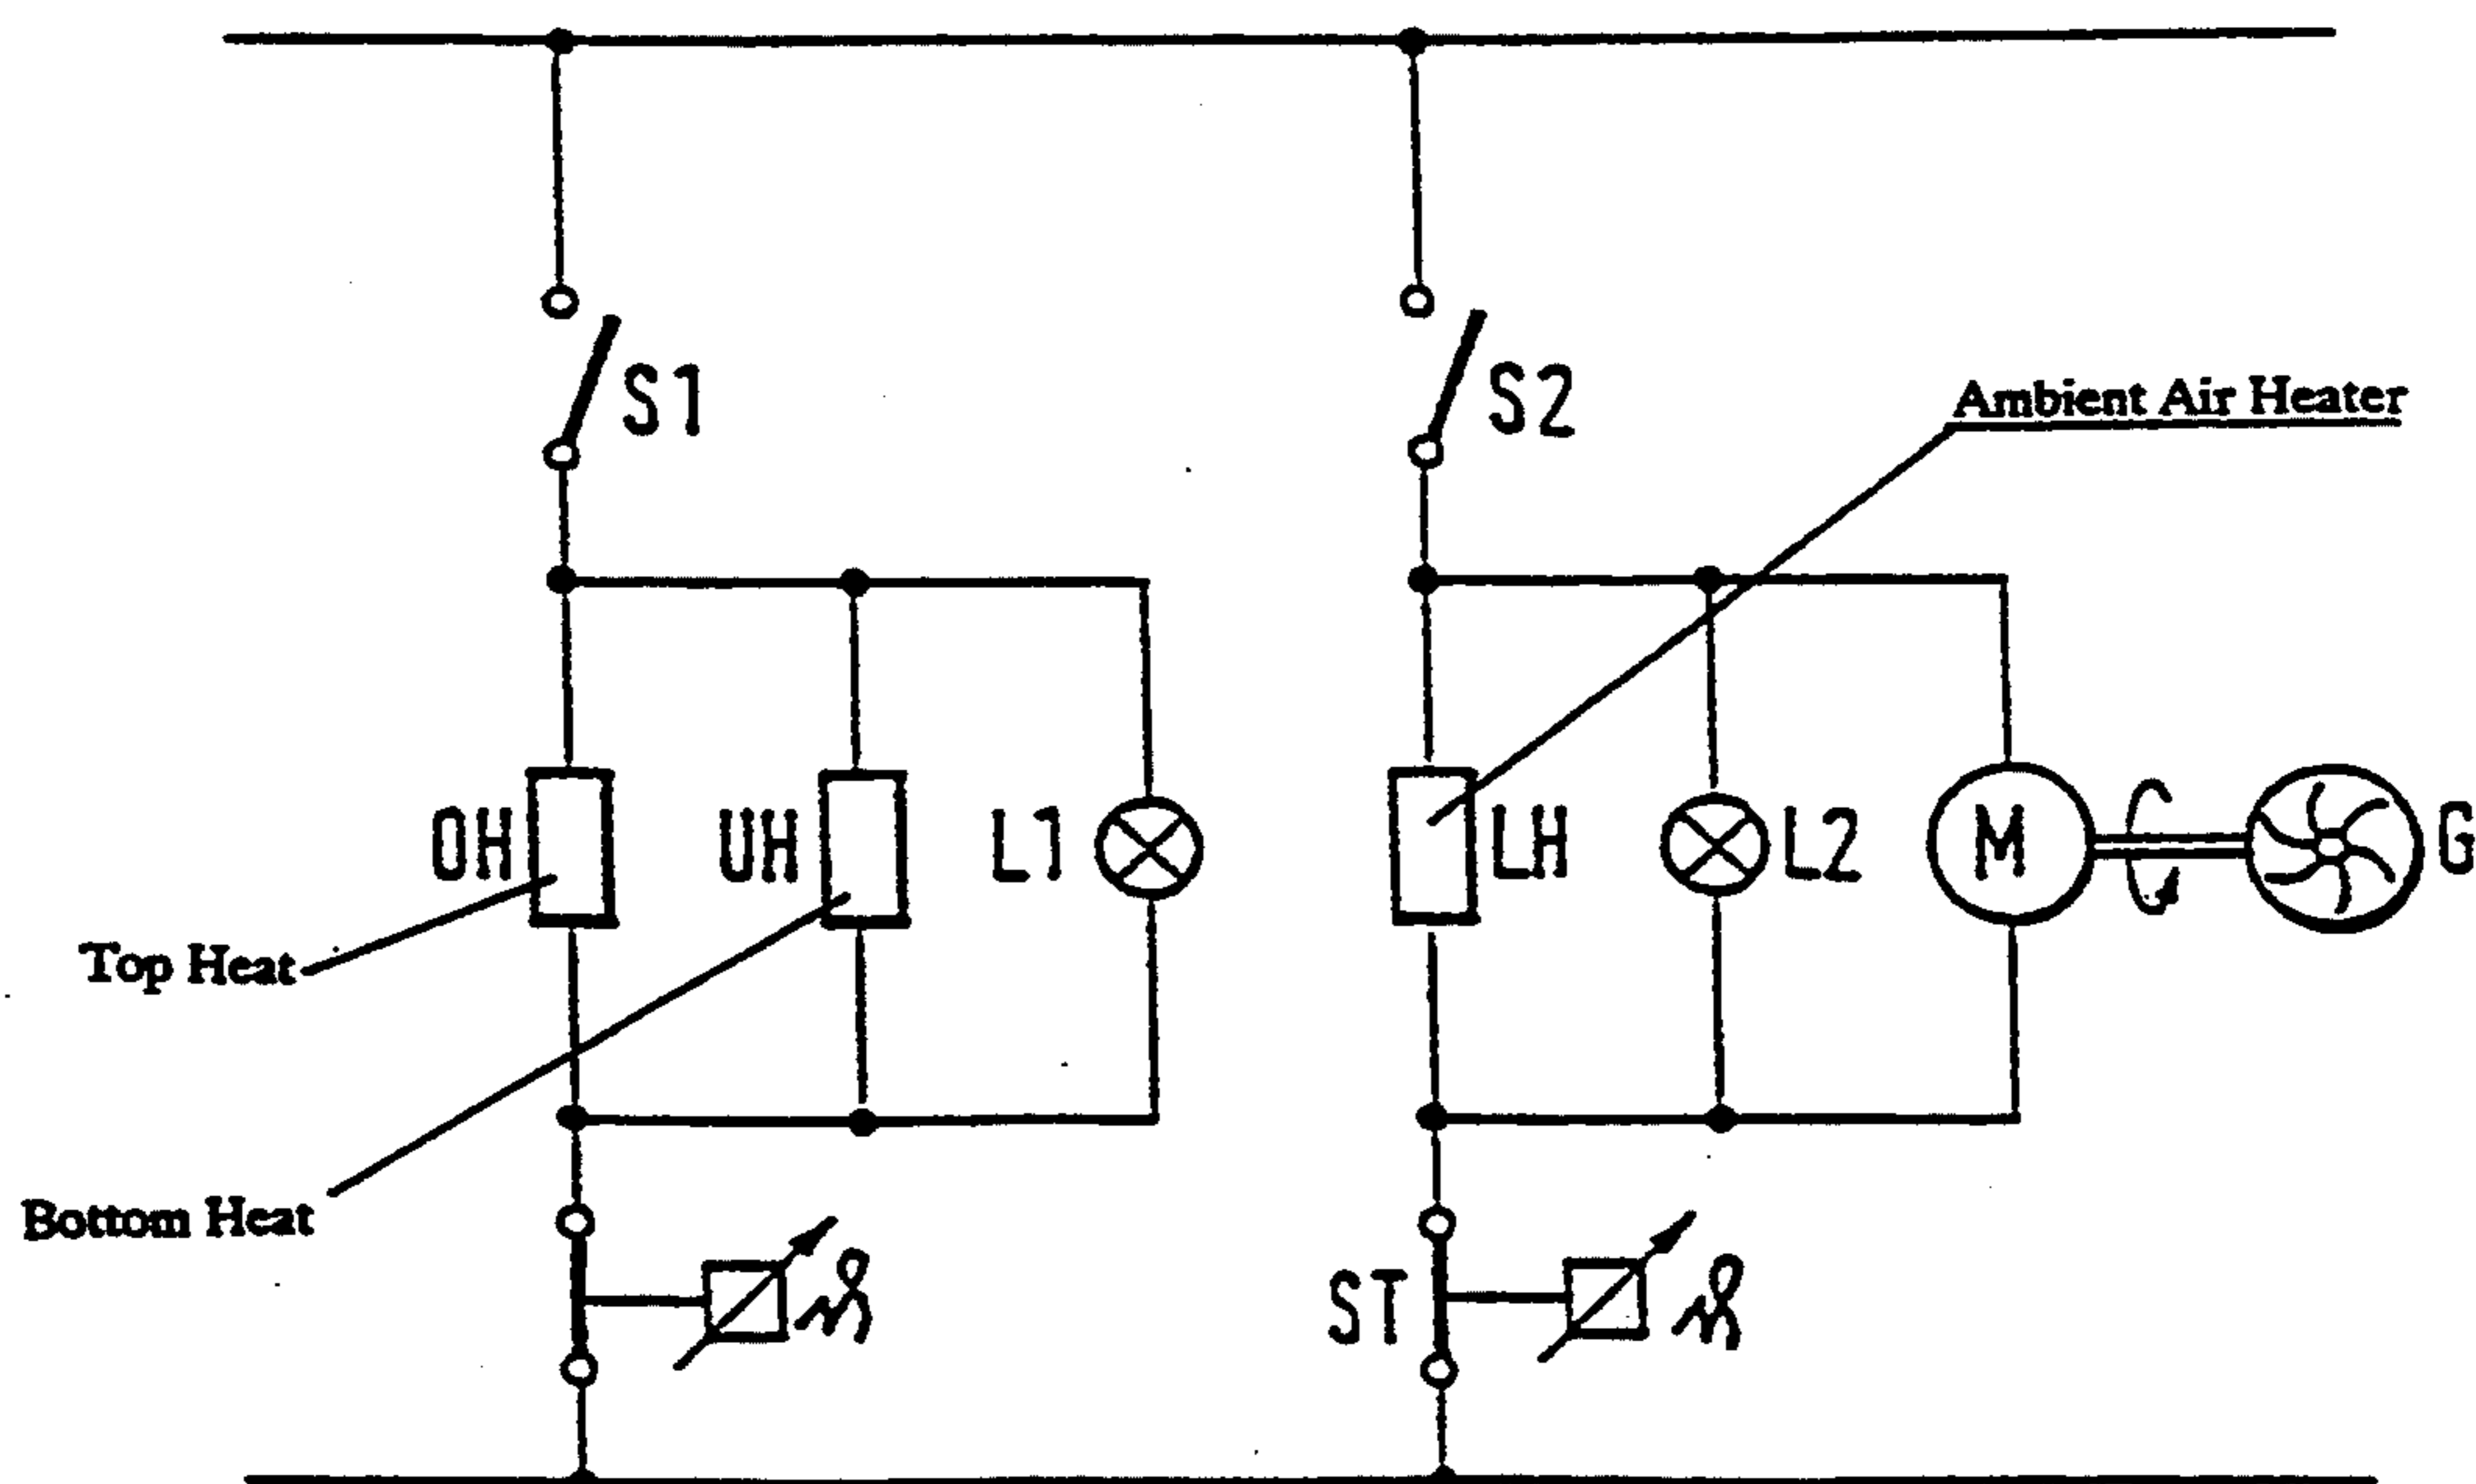 S1
S2
Ambient Air Heater
OH
UH
L1
LH
L2
M
G
Top Heat
Bottom Heat
ϑ
ST
ϑ